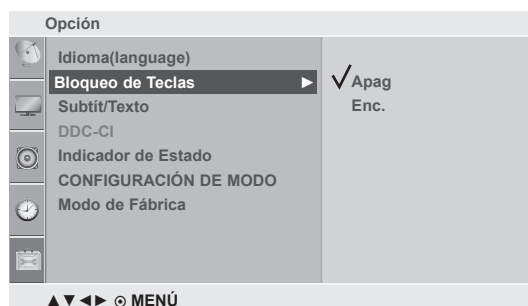 Opción
Idioma(language)
Bloqueo de Teclas ►
Subtít/Texto
DDC-CI
Indicador de Estado
CONFIGURACIÓN DE MODO
Modo de Fábrica
✓Apag
Enc.
▲▼◄► ⊙ MENÚ